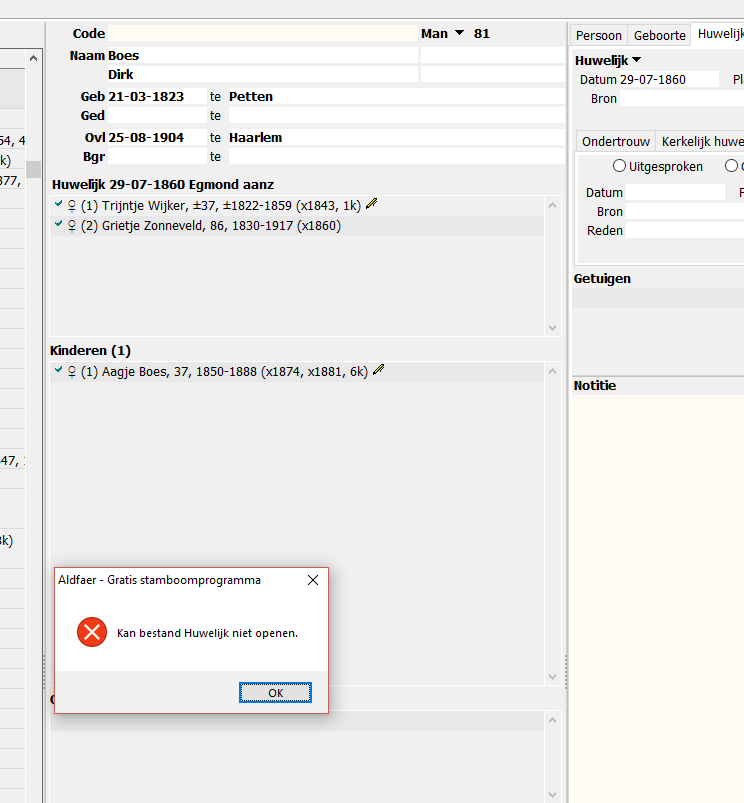 54, 4
k)
877,
47,
3k)
Code Man 81
Naam Boes
Dirk
Geb 21-03-1823 te Petten
Ged te
Ovl 25-08-1904 te Haarlem
Bgr te
Huwelijk 29-07-1860 Egmond aanz
♀ (1) Trijntje Wijker, ±37, ±1822-1859 (x1843, 1k)
♀ (2) Grietje Zonneveld, 86, 1830-1917 (x1860)
Kinderen (1)
♀ (1) Aagje Boes, 37, 1850-1888 (x1874, x1881, 6k)
Aldfaer - Gratis stamboomprogramma
Kan bestand Huwelijk niet openen.
OK
Persoon Geboorte Huwelijk
Huwelijk
Datum 29-07-1860 Pl
Bron
Ondertrouw Kerkelijk huwe
Uitgesproken
Datum P
Bron
Reden
Getuigen
Notitie